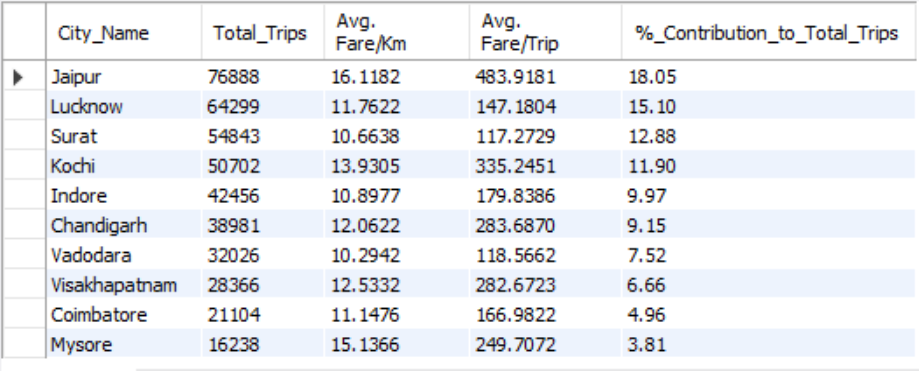 City_Name Total_Trips Avg. Fare/Km Avg. Fare/Trip %_Contribution_to_Total_Trips
Jaipur 76888 16.1182 483.9181 18.05
Lucknow 64299 11.7622 147.1804 15.10
Surat 54843 10.6638 117.2729 12.88
Kochi 50702 13.9305 335.2451 11.90
Indore 42456 10.8977 179.8386 9.97
Chandigarh 38981 12.0622 283.6870 9.15
Vadodara 32026 10.2942 118.5662 7.52
Visakhapatnam 28366 12.5332 282.6723 6.66
Coimbatore 21104 11.1476 166.9822 4.96
Mysore 16238 15.1366 249.7072 3.81